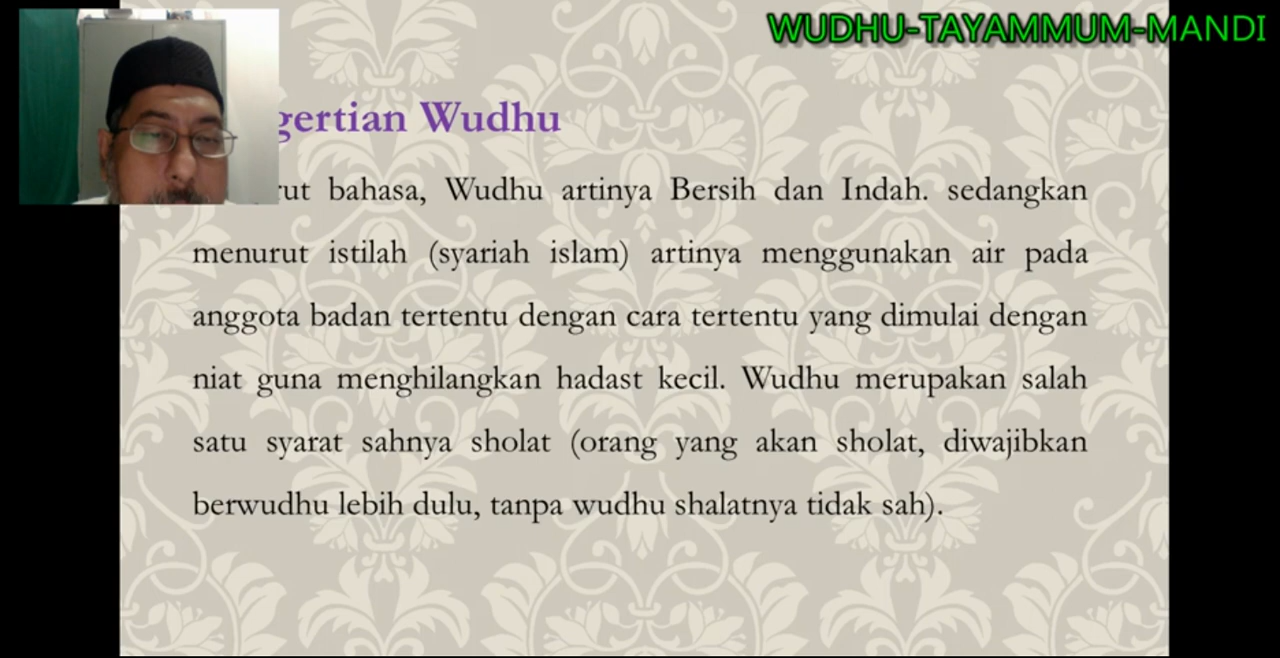 WUDHU-TAYAMMUM-MANDI
gertian Wudhu
rut bahasa, Wudhu artinya Bersih dan Indah. sedangkan
menurut istilah (syariah islam) artinya menggunakan air pada
anggota badan tertentu dengan cara tertentu yang dimulai dengan
niat guna menghilangkan hadast kecil. Wudhu merupakan salah
satu syarat sahnya sholat (orang yang akan sholat, diwajibkan
berwudhu lebih dulu, tanpa wudhu shalatnya tidak sah).